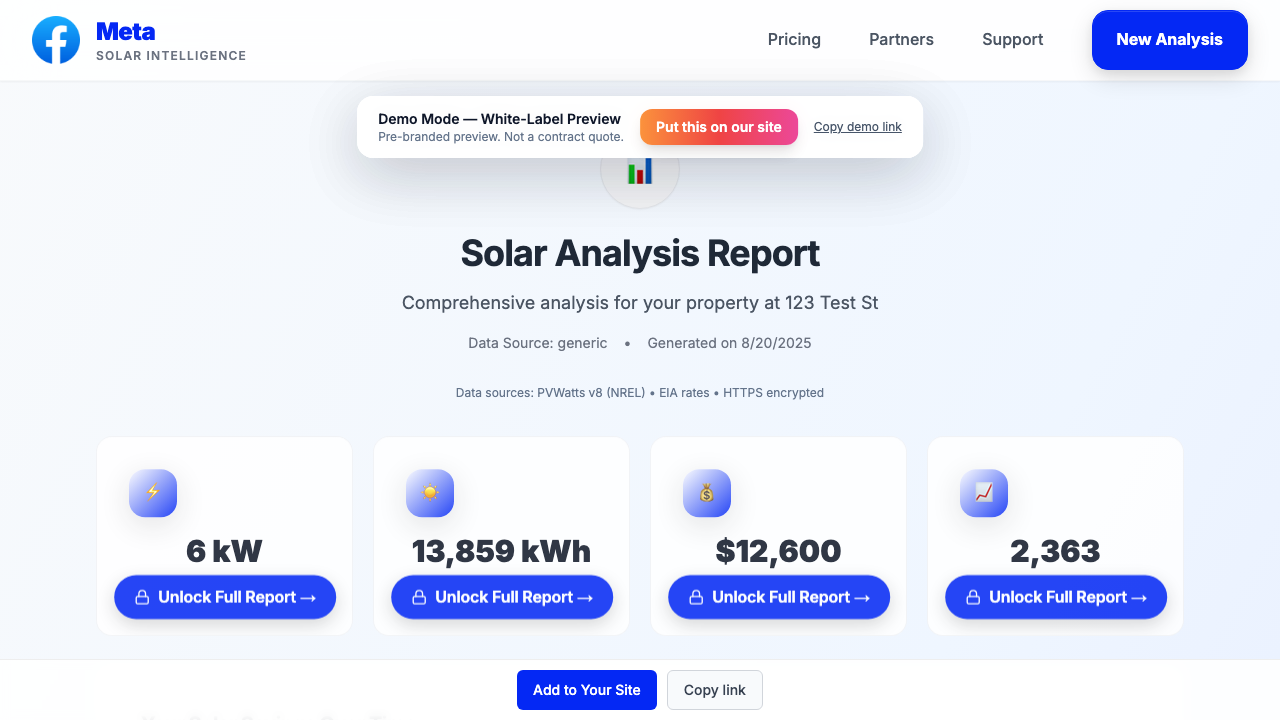 Meta
SOLAR INTELLIGENCE
Pricing
Partners
Support
New Analysis
Demo Mode — White-Label Preview
Pre-branded preview. Not a contract quote.
Put this on our site
Copy demo link
Solar Analysis Report
Comprehensive analysis for your property at 123 Test St
Data Source: generic • Generated on 8/20/2025
Data sources: PVWatts v8 (NREL) • EIA rates • HTTPS encrypted
6 kW
Unlock Full Report →
13,859 kWh
Unlock Full Report →
$12,600
Unlock Full Report →
2,363
Unlock Full Report →
Add to Your Site
Copy link